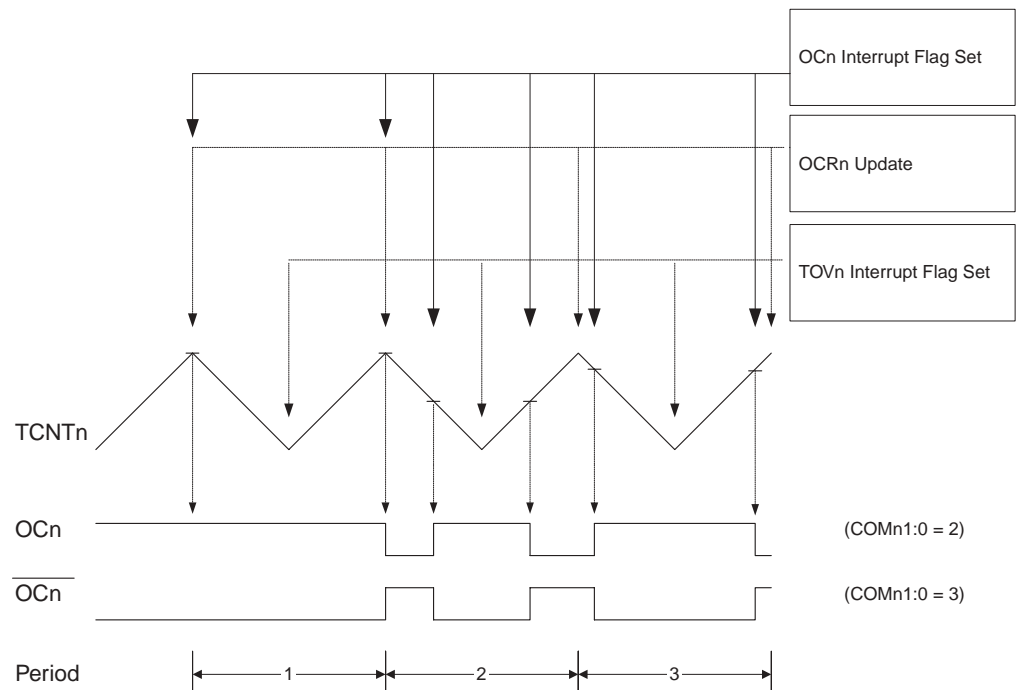 OCn Interrupt Flag Set
OCRn Update
TOVn Interrupt Flag Set
TCNTn
OCn
(COMn1:0 = 2)
OCn
(COMn1:0 = 3)
Period
1
2
3